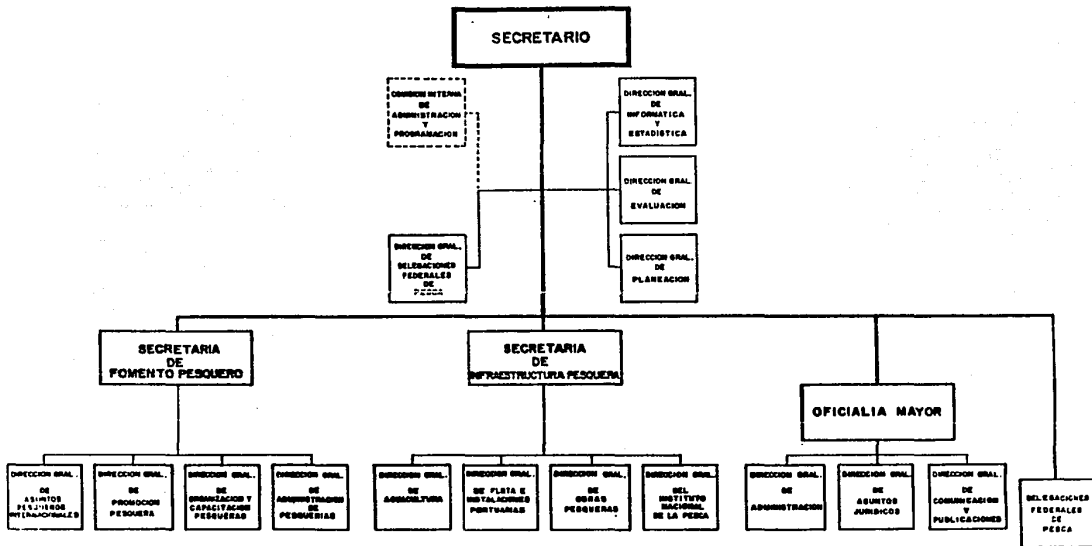 SECRETARIO
COMISION INTERNA
DE
ADMINISTRACION
Y
PROGRAMACION
DIRECCION GRAL.
DE
INFORMATICA
Y
ESTADISTICA
DIRECCION GRAL.
DE
EVALUACION
DIRECCION GRAL.
DE
DELEGACIONES
FEDERALES
DE
PESCA
DIRECCION GRAL.
DE
PLANEACION
SECRETARIA
DE
FOMENTO PESQUERO
SECRETARIA
DE
INFRAESTRUCTURA PESQUERA
OFICIALIA MAYOR
DIRECCION GRAL.
DE
ASUNTOS
PESQUEROS
INTERNACIONALES
DIRECCION GRAL.
DE
PROMOCION
PESQUERA
DIRECCION GRAL.
DE
ORGANIZACION Y
CAPACITACION
PESQUERAS
DIRECCION GRAL.
DE
ADMINISTRACION
DE
PESQUERIAS
DIRECCION GRAL.
DE
ACUACULTURA
DIRECCION GRAL.
DE FLOTA E
INSTALACIONES
PORTUARIAS
DIRECCION GRAL.
DE
OBRAS
PESQUERAS
DIRECCION GRAL.
DEL
INSTITUTO
NACIONAL
DE LA PESCA
DIRECCION GRAL.
DE
ADMINISTRACION
DIRECCION GRAL.
DE
ASUNTOS
JURIDICOS
DIRECCION GRAL.
DE
COMUNICACION
Y
PUBLICACIONES
DELEGACIONES
FEDERALES
DE
PESCA